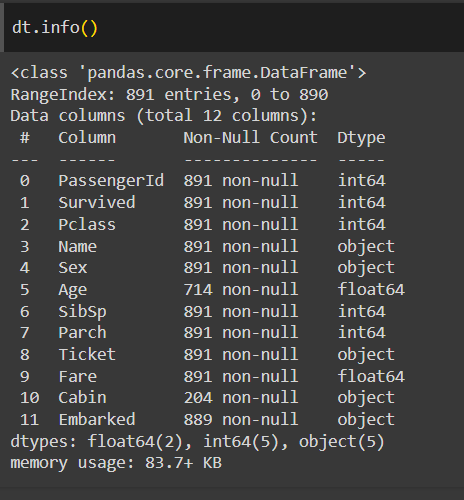 dt.info()
<class 'pandas.core.frame.DataFrame'>
RangeIndex: 891 entries, 0 to 890
Data columns (total 12 columns):
 #   Column       Non-Null Count  Dtype
---  ------       --------------  -----
 0   PassengerId  891 non-null    int64
 1   Survived     891 non-null    int64
 2   Pclass       891 non-null    int64
 3   Name         891 non-null    object
 4   Sex          891 non-null    object
 5   Age          714 non-null    float64
 6   SibSp        891 non-null    int64
 7   Parch        891 non-null    int64
 8   Ticket       891 non-null    object
 9   Fare         891 non-null    float64
 10  Cabin        204 non-null    object
 11  Embarked     889 non-null    object
dtypes: float64(2), int64(5), object(5)
memory usage: 83.7+ KB